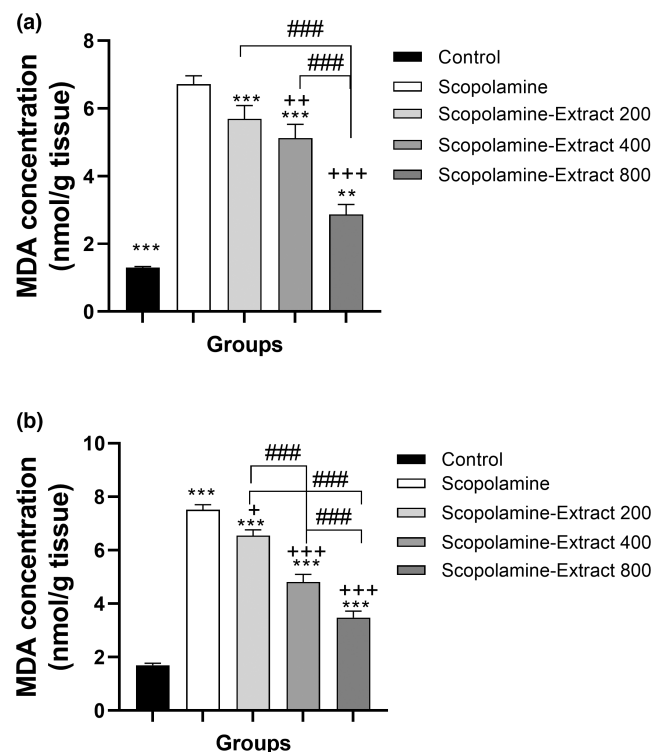 (a)
###
###
8
6
4
2
0
MDA concentration
(nmol/g tissue)
***
***
++
***
+++
**
Groups
Control
Scopolamine
Scopolamine-Extract 200
Scopolamine-Extract 400
Scopolamine-Extract 800
(b)
###
###
###
10
8
6
4
2
0
MDA concentration
(nmol/g tissue)
***
+
***
+++
***
+++
***
Groups
Control
Scopolamine
Scopolamine-Extract 200
Scopolamine-Extract 400
Scopolamine-Extract 800